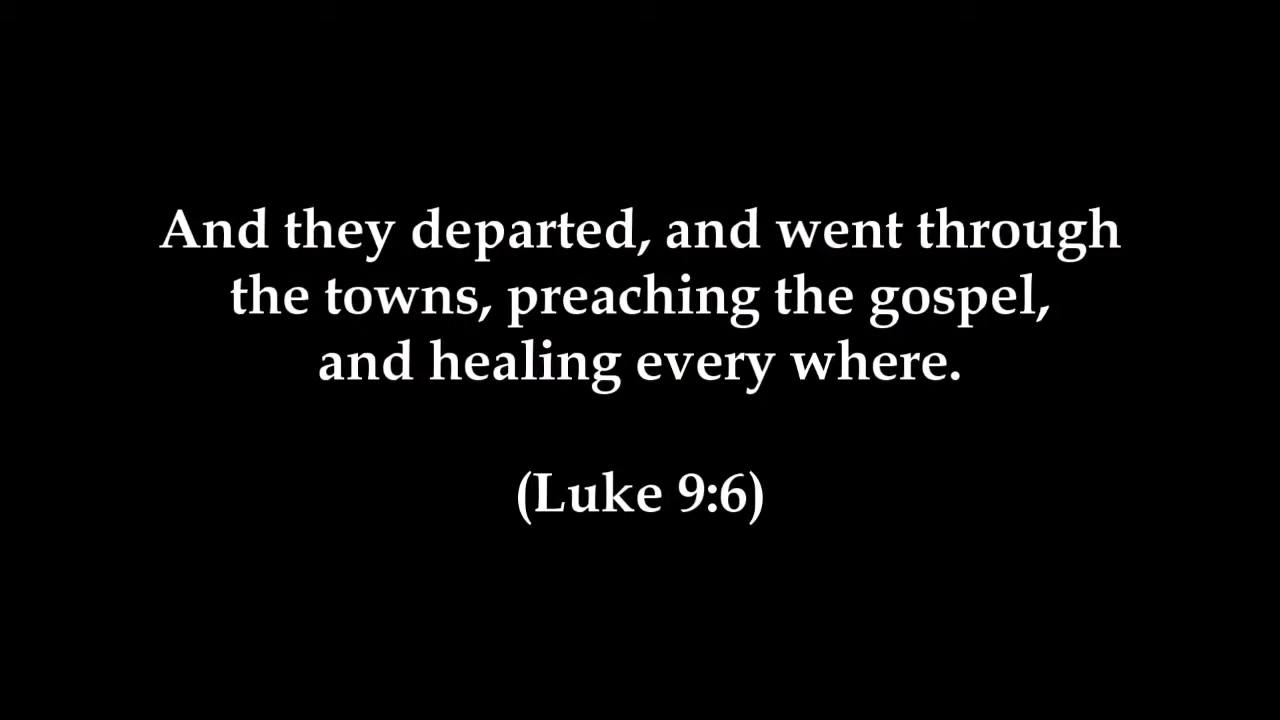 And they departed, and went through
the towns, preaching the gospel,
and healing every where.
(Luke 9:6)